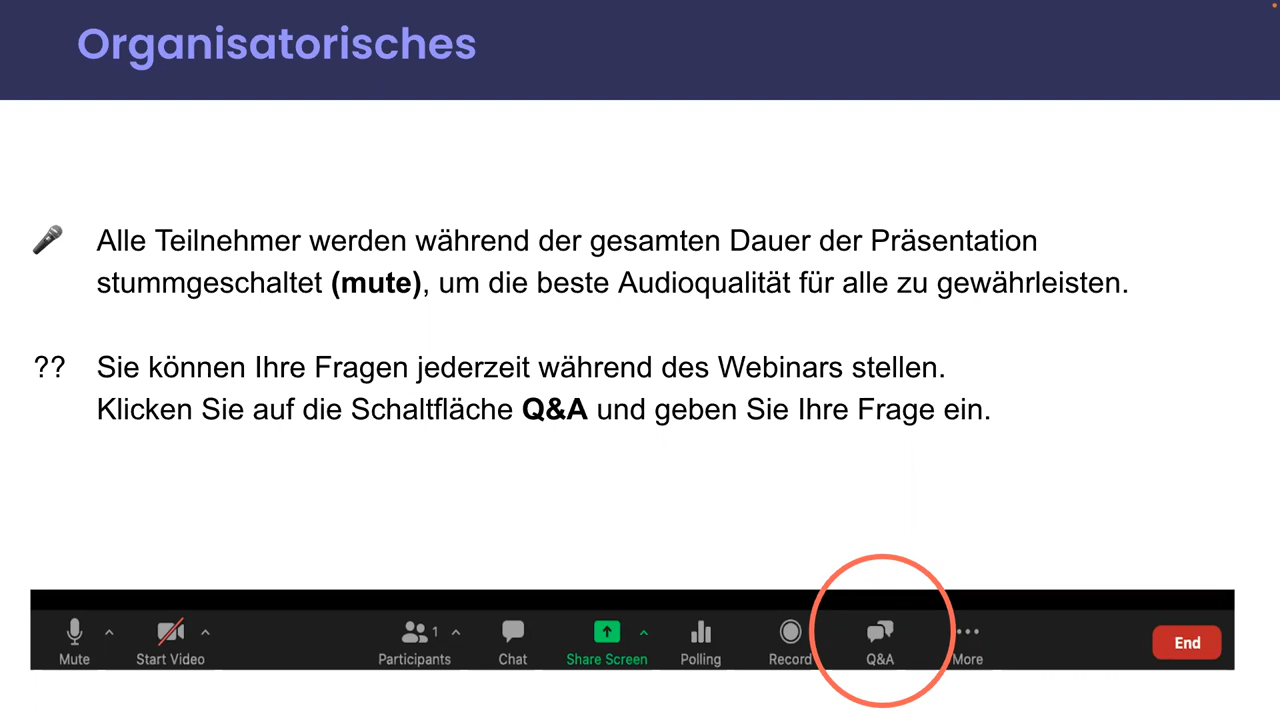 Organisatorisches
Alle Teilnehmer werden während der gesamten Dauer der Präsentation
stummgeschaltet (mute), um die beste Audioqualität für alle zu gewährleisten.
?? Sie können Ihre Fragen jederzeit während des Webinars stellen.
Klicken Sie auf die Schaltfläche Q&A und geben Sie Ihre Frage ein.
1
Mute Start Video Participants Chat Share Screen Polling Record Q&A More End